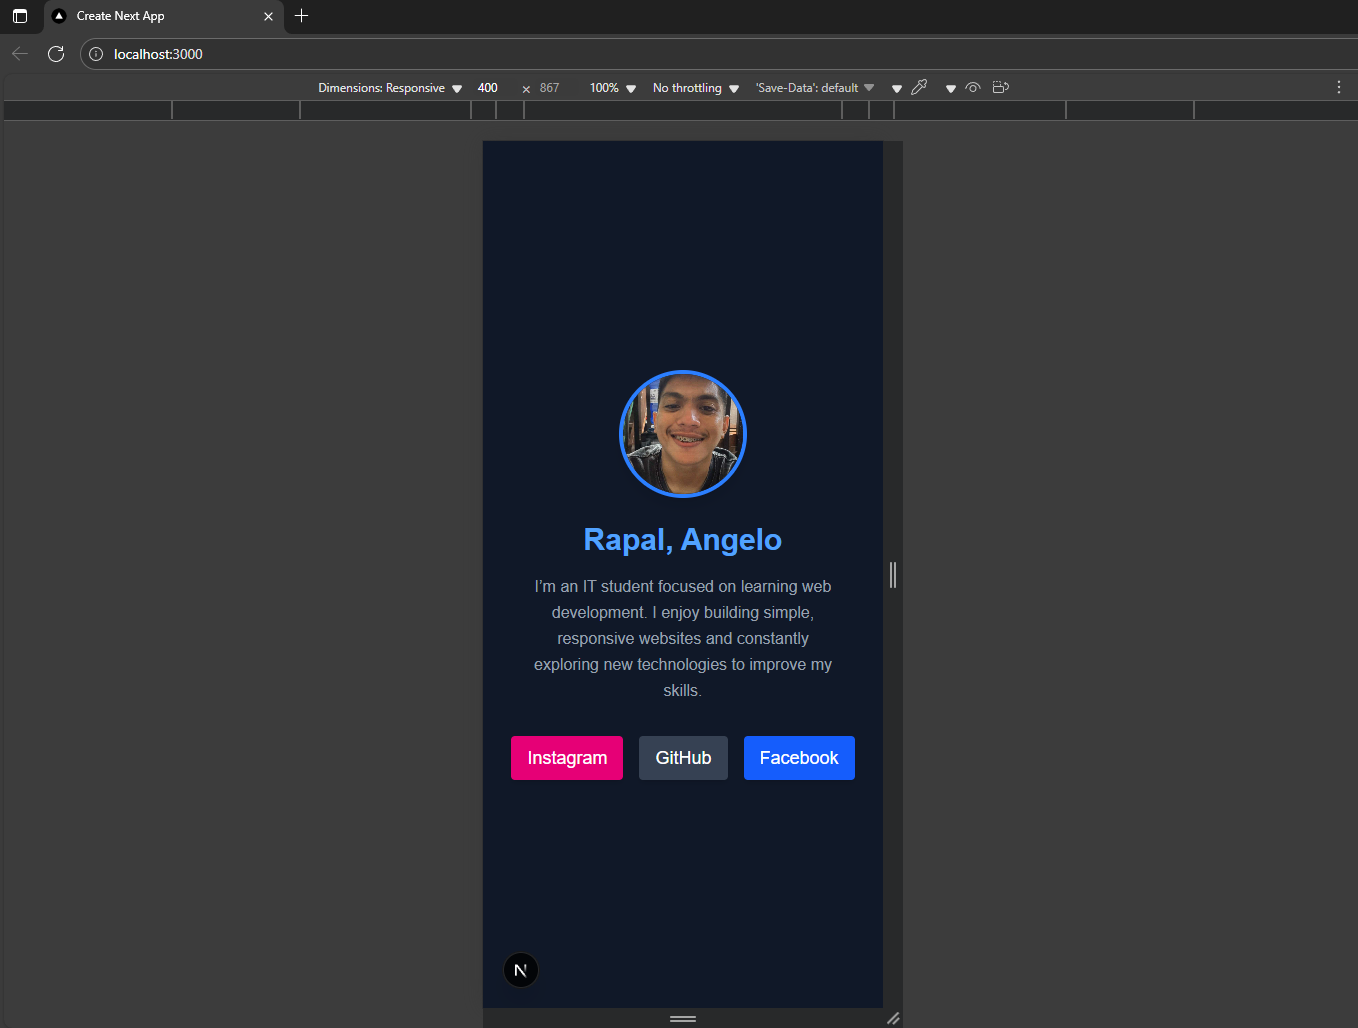 Create Next App
localhost:3000
Dimensions: Responsive 400 × 867 100% No throttling 'Save-Data': default
Rapal, Angelo
I’m an IT student focused on learning web
development. I enjoy building simple,
responsive websites and constantly
exploring new technologies to improve my
skills.
Instagram GitHub Facebook
N